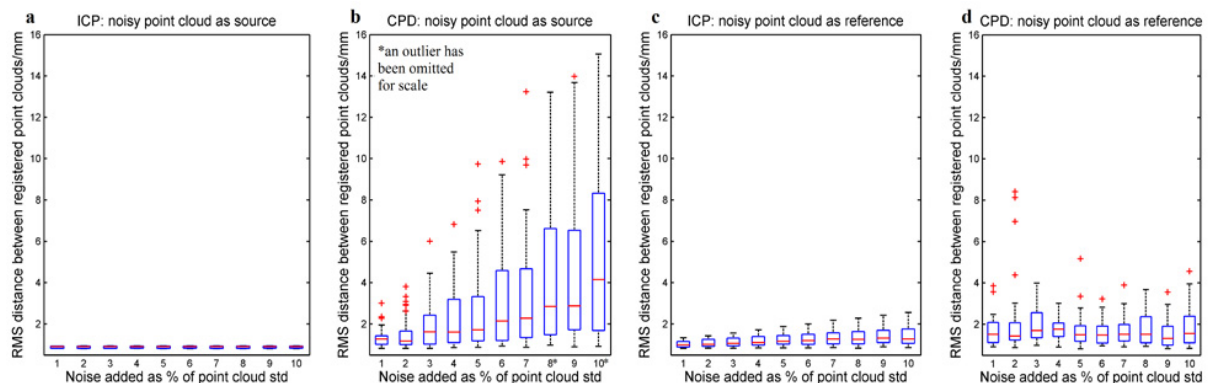 a ICP: noisy point cloud as source
RMS distance between registered point clouds/mm
16
14
12
10
8
6
4
2
1 2 3 4 5 6 7 8 9 10
Noise added as % of point cloud std
b CPD: noisy point cloud as source
RMS distance between registered point clouds/mm
*an outlier has
been omitted
for scale
16
14
12
10
8
6
4
2
1 2 3 4 5 6 7 8* 9 10*
Noise added as % of point cloud std
c ICP: noisy point cloud as reference
RMS distance between registered point clouds/mm
16
14
12
10
8
6
4
2
1 2 3 4 5 6 7 8 9 10
Noise added as % of point cloud std
d CPD: noisy point cloud as reference
RMS distance between registered point clouds/mm
16
14
12
10
8
6
4
2
1 2 3 4 5 6 7 8 9 10
Noise added as % of point cloud std